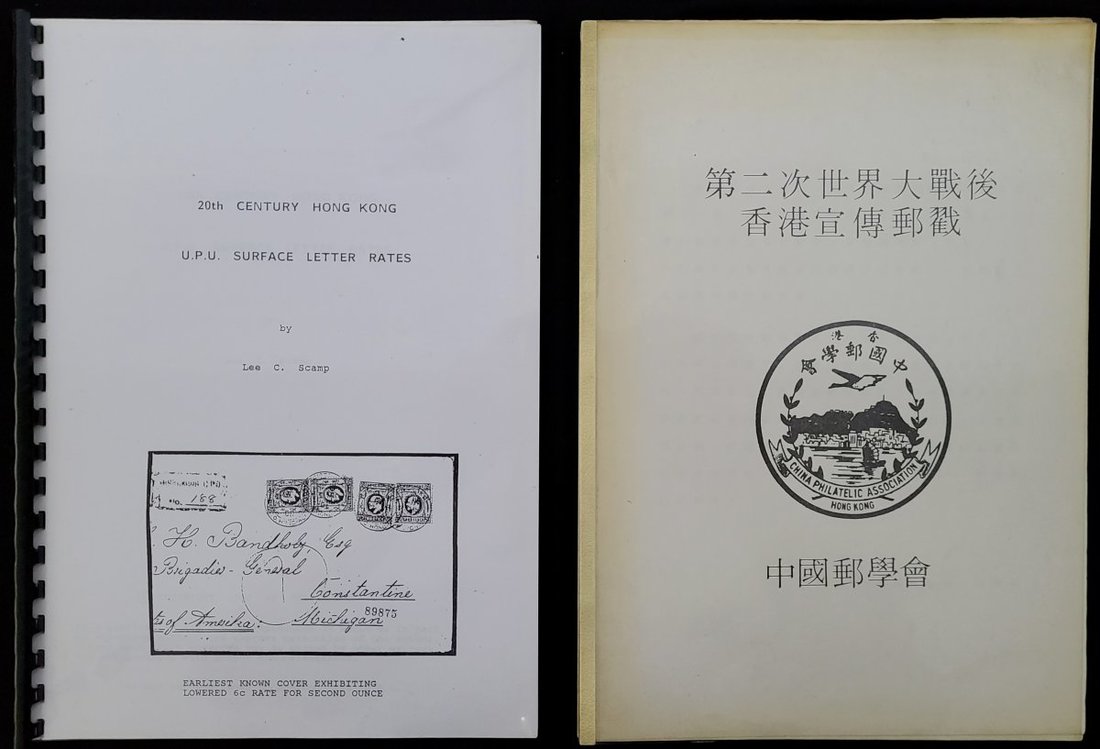 20th CENTURY HONG KONG
U.P.U. SURFACE LETTER RATES
by
Lee C. Scamp
No. 188
H. Bandholz, Esq
Brigadier - General
Constantine
Michigan
89875
of Amerika:
EARLIEST KNOWN COVER EXHIBITING
LOWERED 6c RATE FOR SECOND OUNCE
第二次世界大戰後
香港宣傳郵戳
香港
中國郵學會
CHINA PHILATELIC ASSOCIATION
HONG KONG
中國郵學會